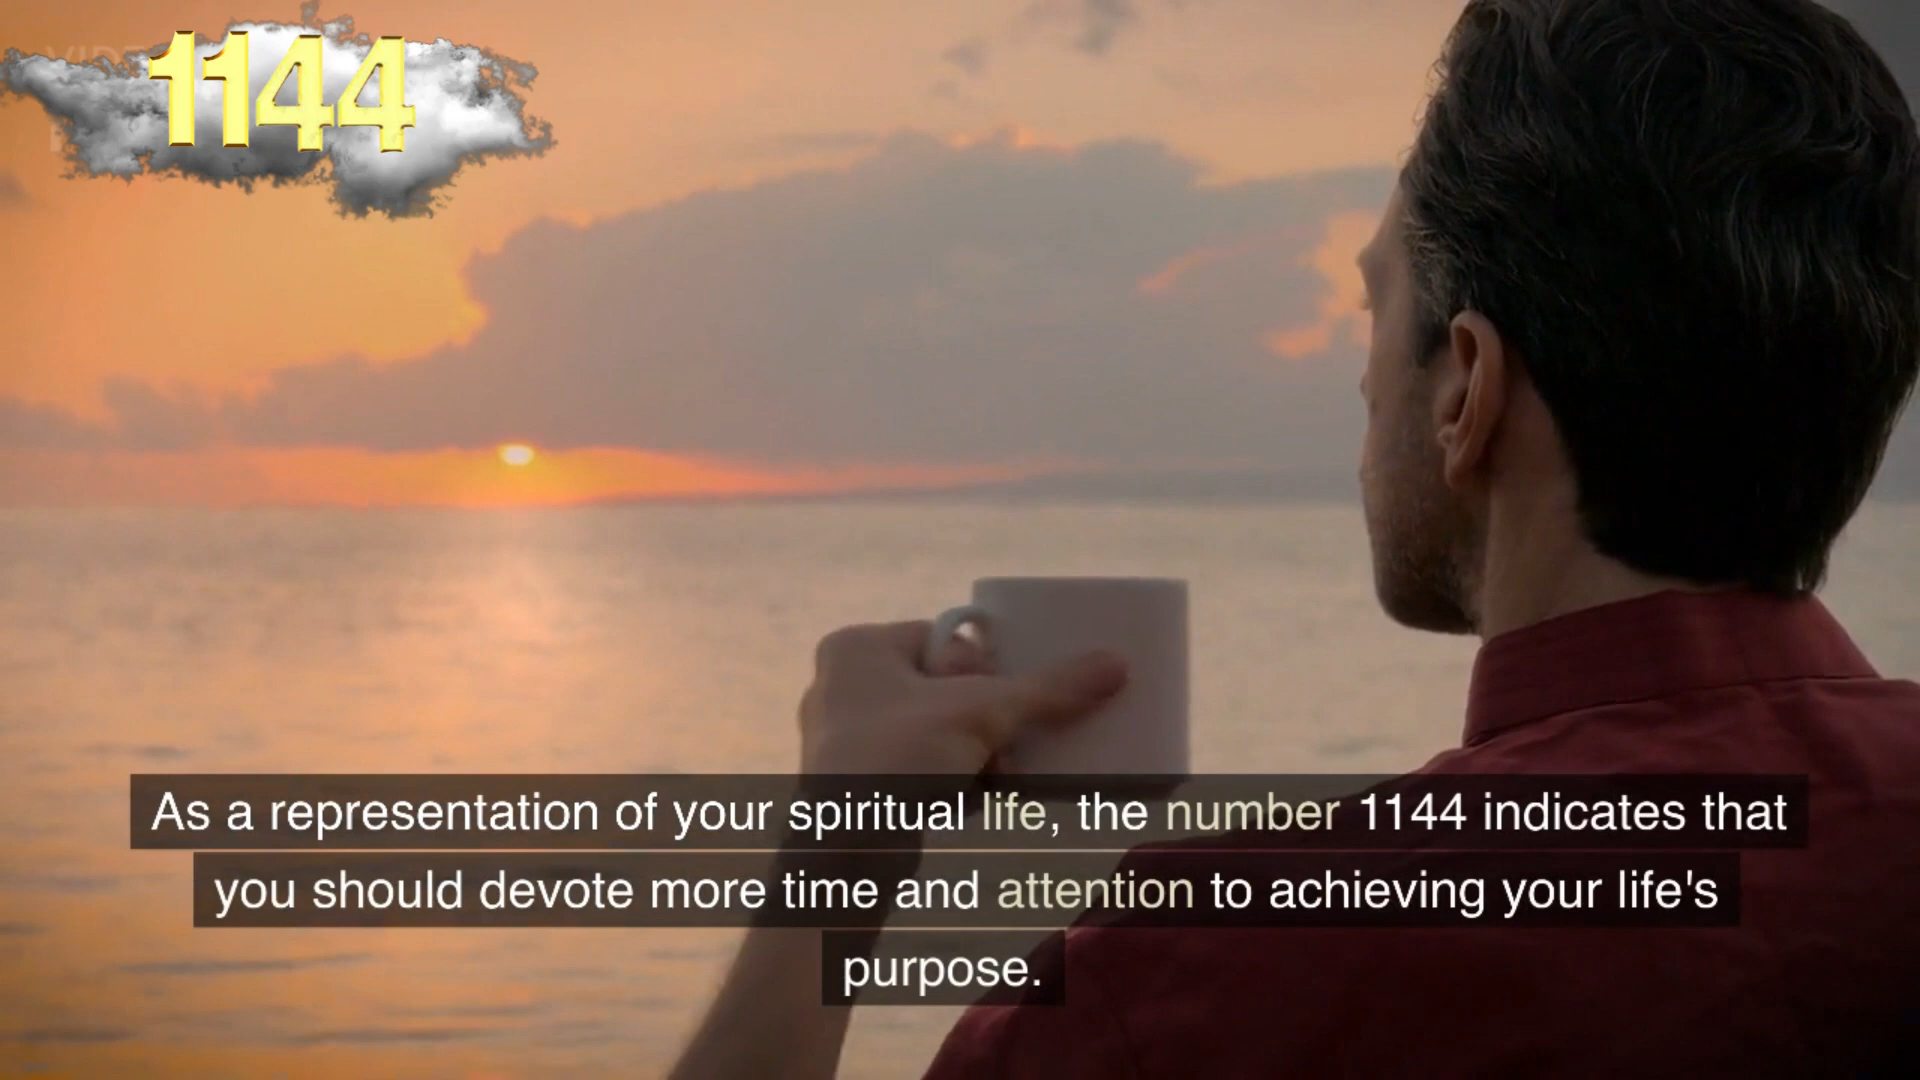 1144
As a representation of your spiritual life, the number 1144 indicates that
you should devote more time and attention to achieving your life's
purpose.